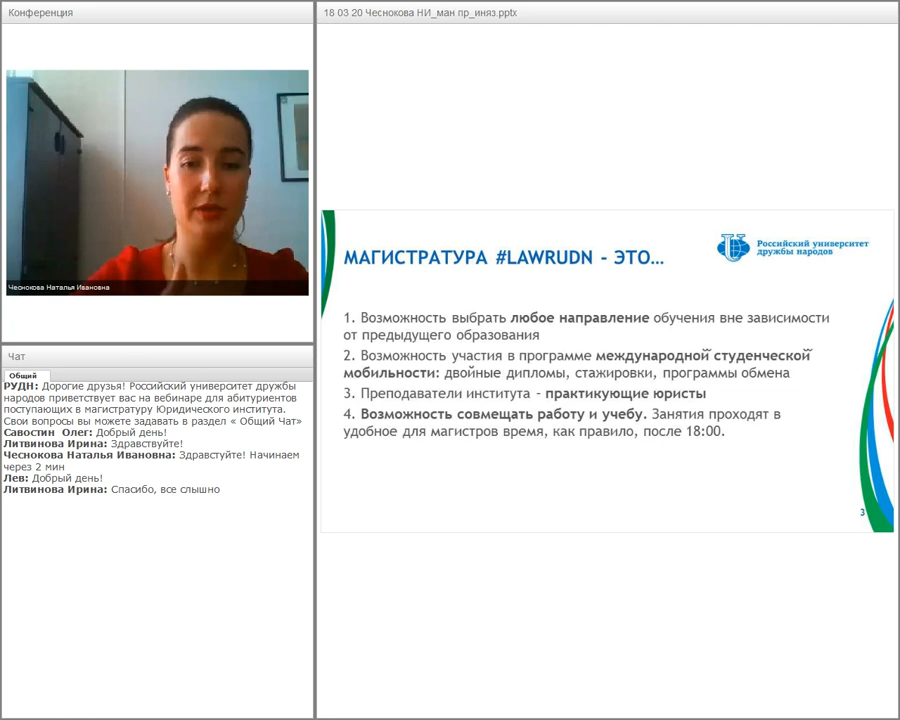 Конференция
Чеснокова Наталья Ивановна
Чат
Общий
РУДН: Дорогие друзья! Российский университет дружбы
народов приветствует вас на вебинаре для абитуриентов
поступающих в магистратуру Юридического института.
Свои вопросы вы можете задавать в раздел « Общий Чат»
Савостин  Олег: Добрый день!
Литвинова Ирина: Здравствуйте!
Чеснокова Наталья Ивановна: Здравстуйте! Начинаем
через 2 мин
Лев: Добрый день!
Литвинова Ирина: Спасибо, все слышно
18 03 20 Чеснокова НИ_ман пр_иняз.pptx
МАГИСТРАТУРА #LAWRUDN - ЭТО…
Российский университет
дружбы народов
1. Возможность выбрать любое направление обучения вне зависимости
от предыдущего образования
2. Возможность участия в программе международной студенческой
мобильности: двойные дипломы, стажировки, программы обмена
3. Преподаватели института - практикующие юристы
4. Возможность совмещать работу и учебу. Занятия проходят в
удобное для магистров время, как правило, после 18:00.
3